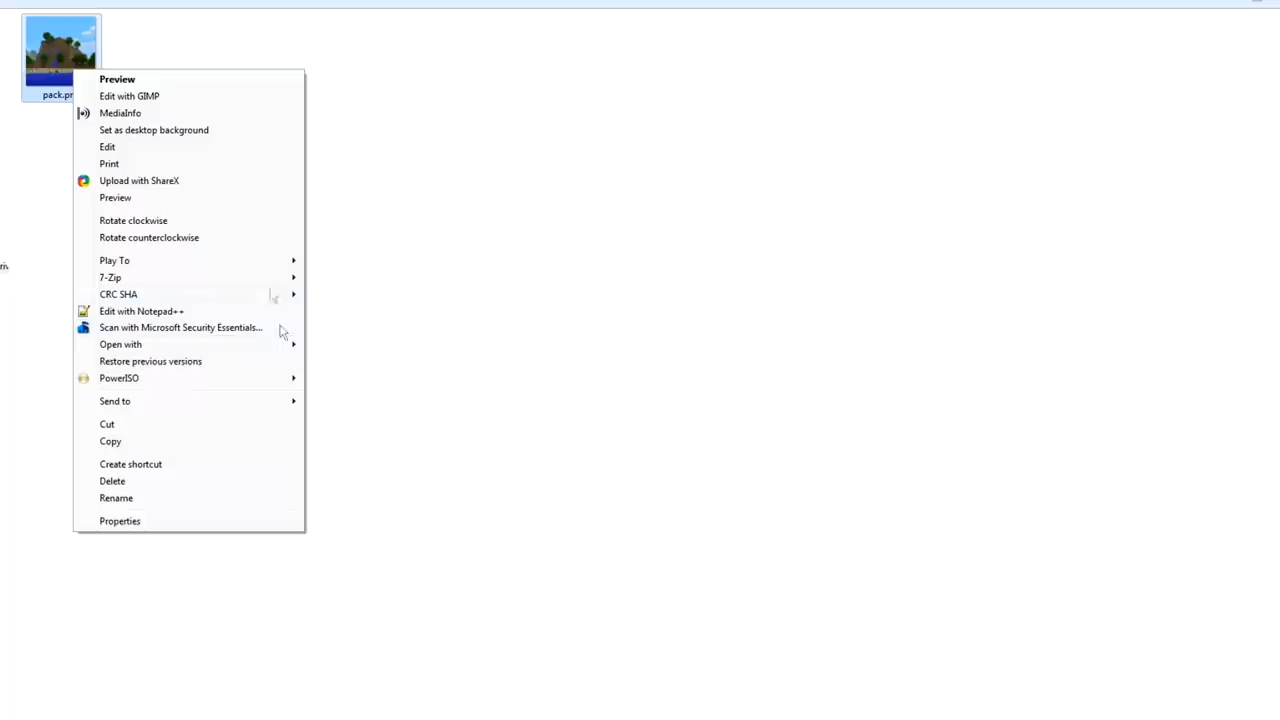 pack.pr
Preview
Edit with GIMP
MediaInfo
Set as desktop background
Edit
Print
Upload with ShareX
Preview
Rotate clockwise
Rotate counterclockwise
Play To
7-Zip
riv
CRC SHA
Edit with Notepad++
Scan with Microsoft Security Essentials...
Open with
Restore previous versions
PowerISO
Send to
Cut
Copy
Create shortcut
Delete
Rename
Properties